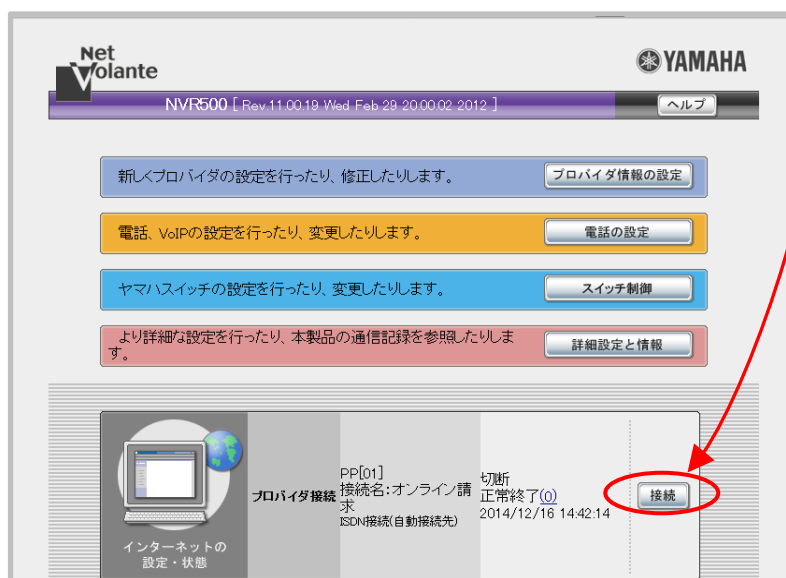 Net
Volante
YAMAHA
NVR500 [ Rev.11.00.19 Wed Feb 29 20:00:02 2012 ]
ヘルプ
新しくプロバイダの設定を行ったり、修正したりします。
プロバイダ情報の設定
電話、VoIPの設定を行ったり、変更したりします。
電話の設定
ヤマハスイッチの設定を行ったり、変更したりします。
スイッチ制御
より詳細な設定を行ったり、本製品の通信記録を参照したりしま
す。
詳細設定と情報
インターネットの
設定・状態
プロバイダ接続
PP[01]
接続名:オンライン請
求
ISDN接続(自動接続先)
切断
正常終了(0)
2014/12/16 14:42:14
接続